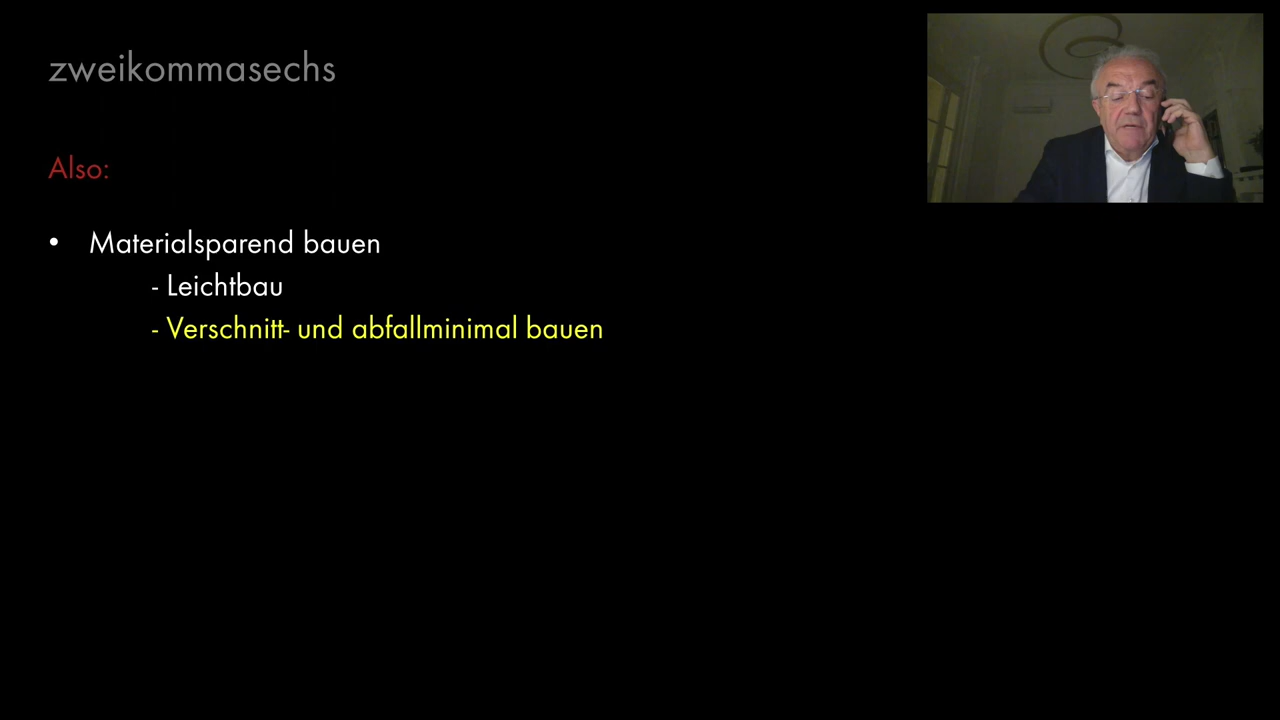 zweikommasechs
Also:
• Materialsparend bauen
- Leichtbau
- Verschnitt- und abfallminimal bauen